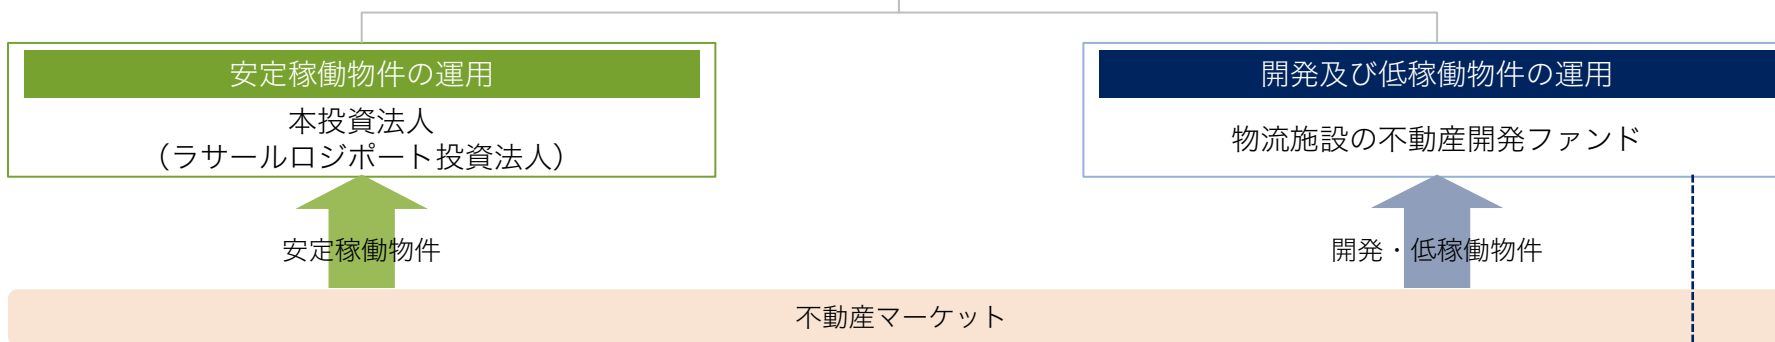 安定稼働物件の運用
本投資法人
（ラサールロジポート投資法人）
開発及び低稼働物件の運用
物流施設の不動産開発ファンド
安定稼働物件
開発・低稼働物件
不動産マーケット